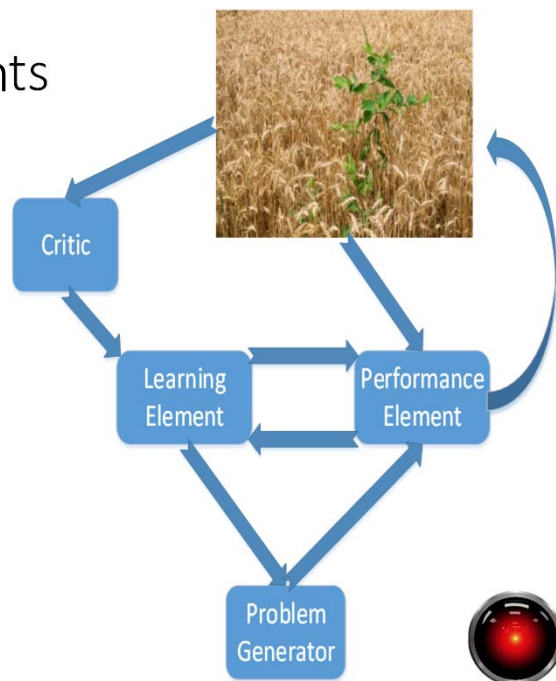 nts
Critic
Learning
Element
Performance
Element
Problem
Generator